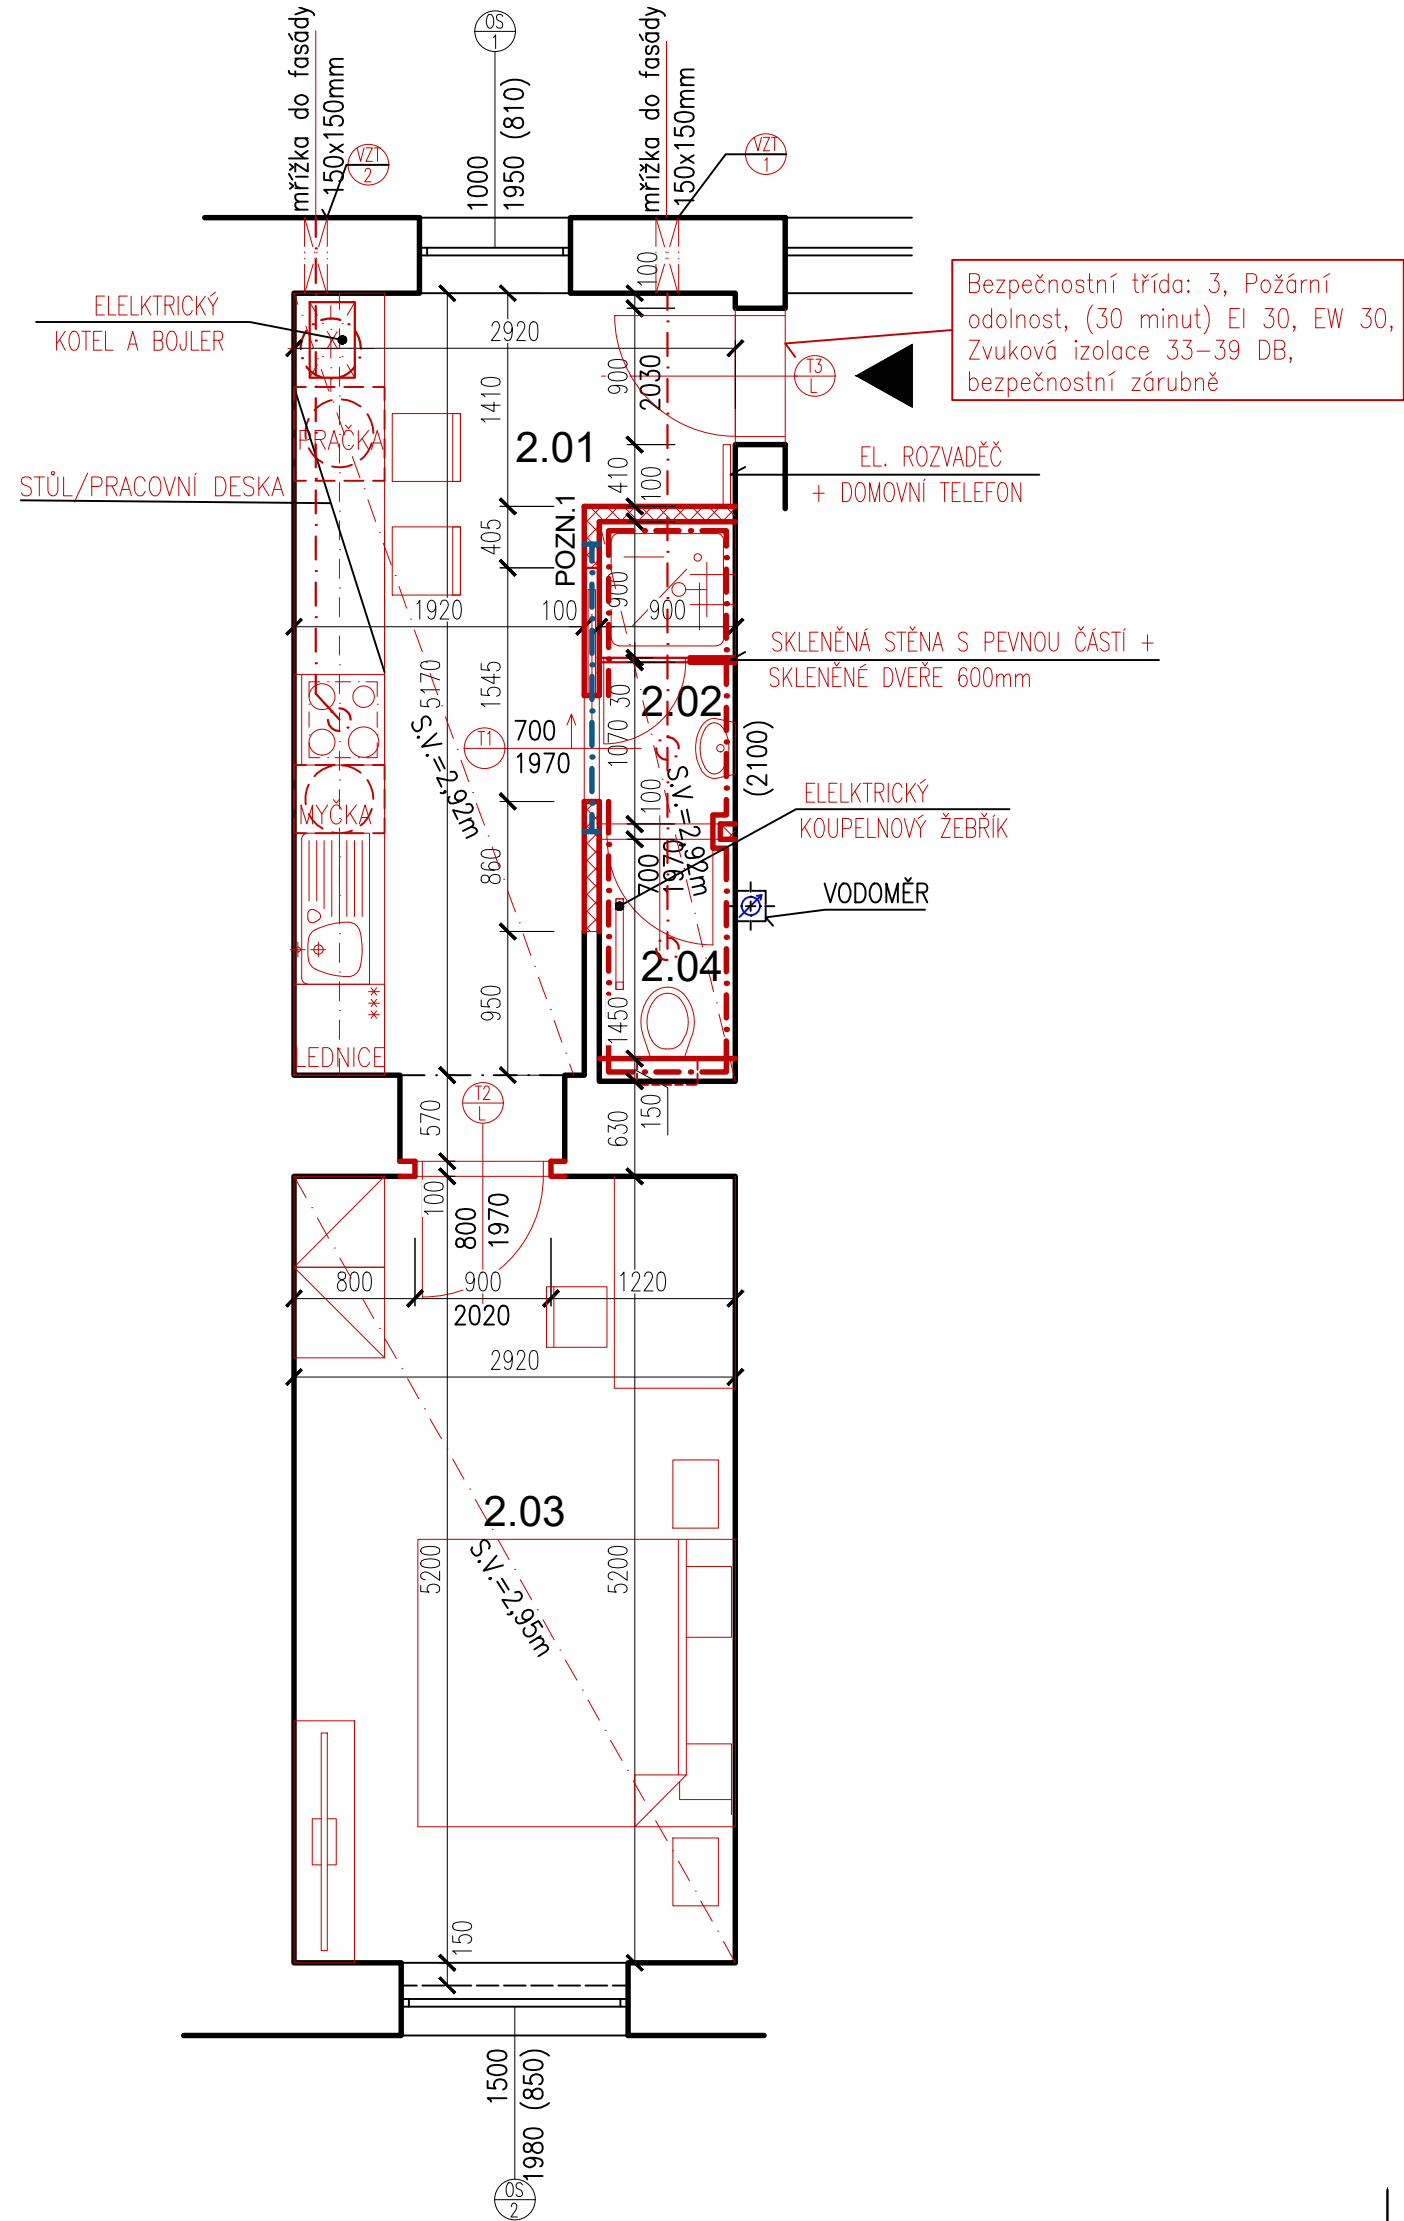 mřížka do fasády
150x150mm
VZT
2
OS
1
1000
1950 (810)
mřížka do fasády
150x150mm
VZT
1
100
Bezpečnostní třída: 3, Požární
odolnost, (30 minut) EI 30, EW 30,
Zvuková izolace 33-39 DB,
bezpečnostní zárubně
ELELKTRICKÝ
KOTEL A BOJLER
2920
900
2030
T3
L
1410
PRAČKA
2.01
410
100
EL. ROZVADĚČ
+ DOMOVNÍ TELEFON
STŮL/PRACOVNÍ DESKA
405
POZN.1
900
1920
100
900
SKLENĚNÁ STĚNA S PEVNOU ČÁSTÍ +
SKLENĚNÉ DVEŘE 600mm
5170
1545
30
2.02
S.V.=2,92m
T1
700
1970
1070
S.V.=2,92m
(2100)
MYČKA
100
ELELKTRICKÝ
KOUPELNOVÝ ŽEBŘÍK
860
700
1970
VODOMĚR
2.04
950
1450
***
LEDNICE
T2
L
570
630
150
100
800
1970
800
900
2020
1220
2920
2.03
5200
S.V.=2,95m
5200
150
1500
1980 (850)
OS
2